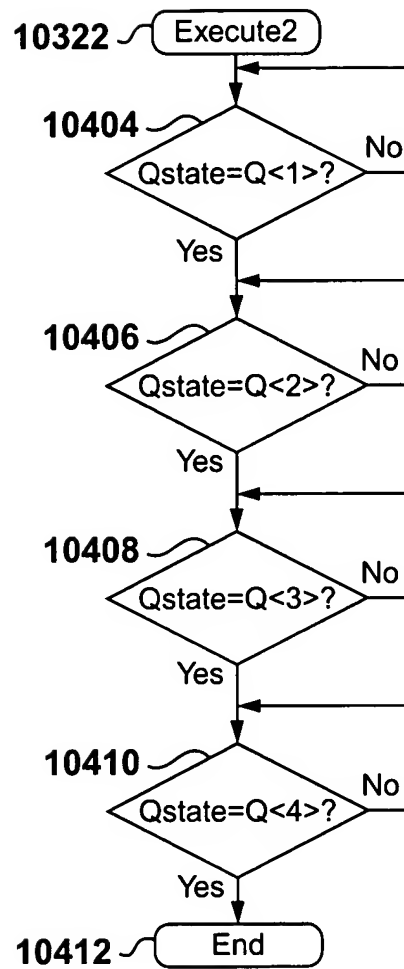 10322 Execute2
10404
Qstate=Q<1>? No
Yes
10406
Qstate=Q<2>? No
Yes
10408
Qstate=Q<3>? No
Yes
10410
Qstate=Q<4>? No
Yes
10412 End